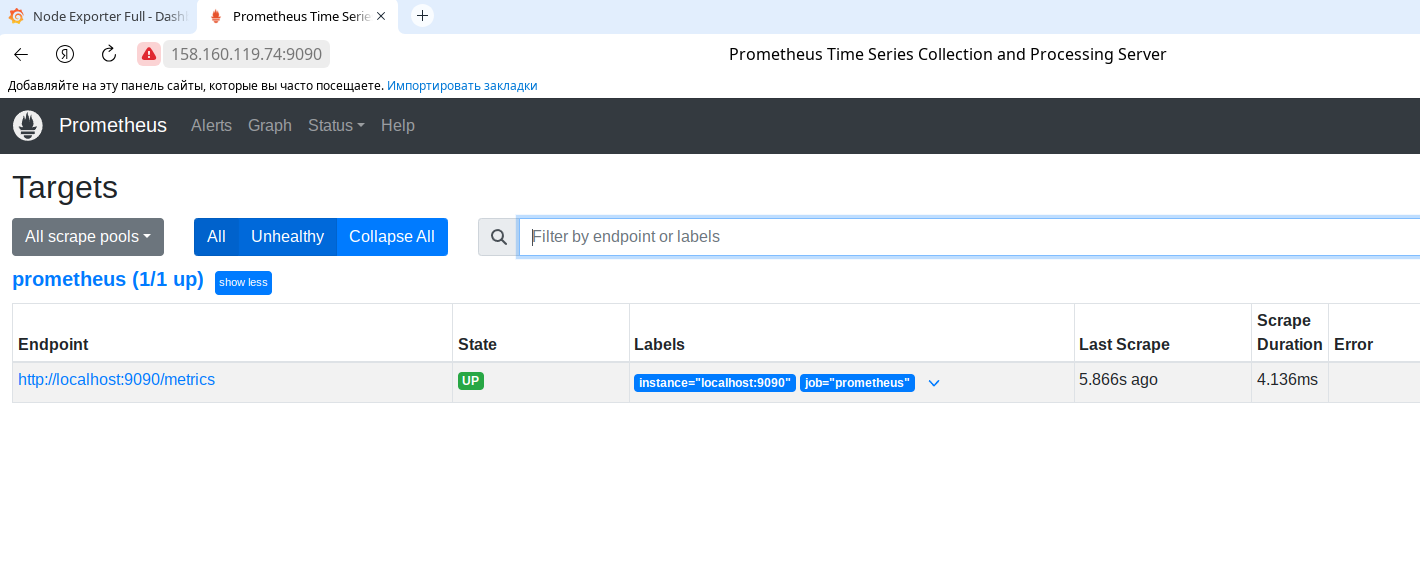 Node Exporter Full - Dash
Prometheus Time Serie
158.160.119.74:9090
Prometheus Time Series Collection and Processing Server
Добавляйте на эту панель сайты, которые вы часто посещаете. Импортировать закладки
Prometheus Alerts Graph Status Help
Targets
All scrape pools All Unhealthy Collapse All Filter by endpoint or labels
prometheus (1/1 up) show less
Endpoint State Labels Last Scrape Scrape Duration Error
http://localhost:9090/metrics UP instance="localhost:9090" job="prometheus" 5.866s ago 4.136ms